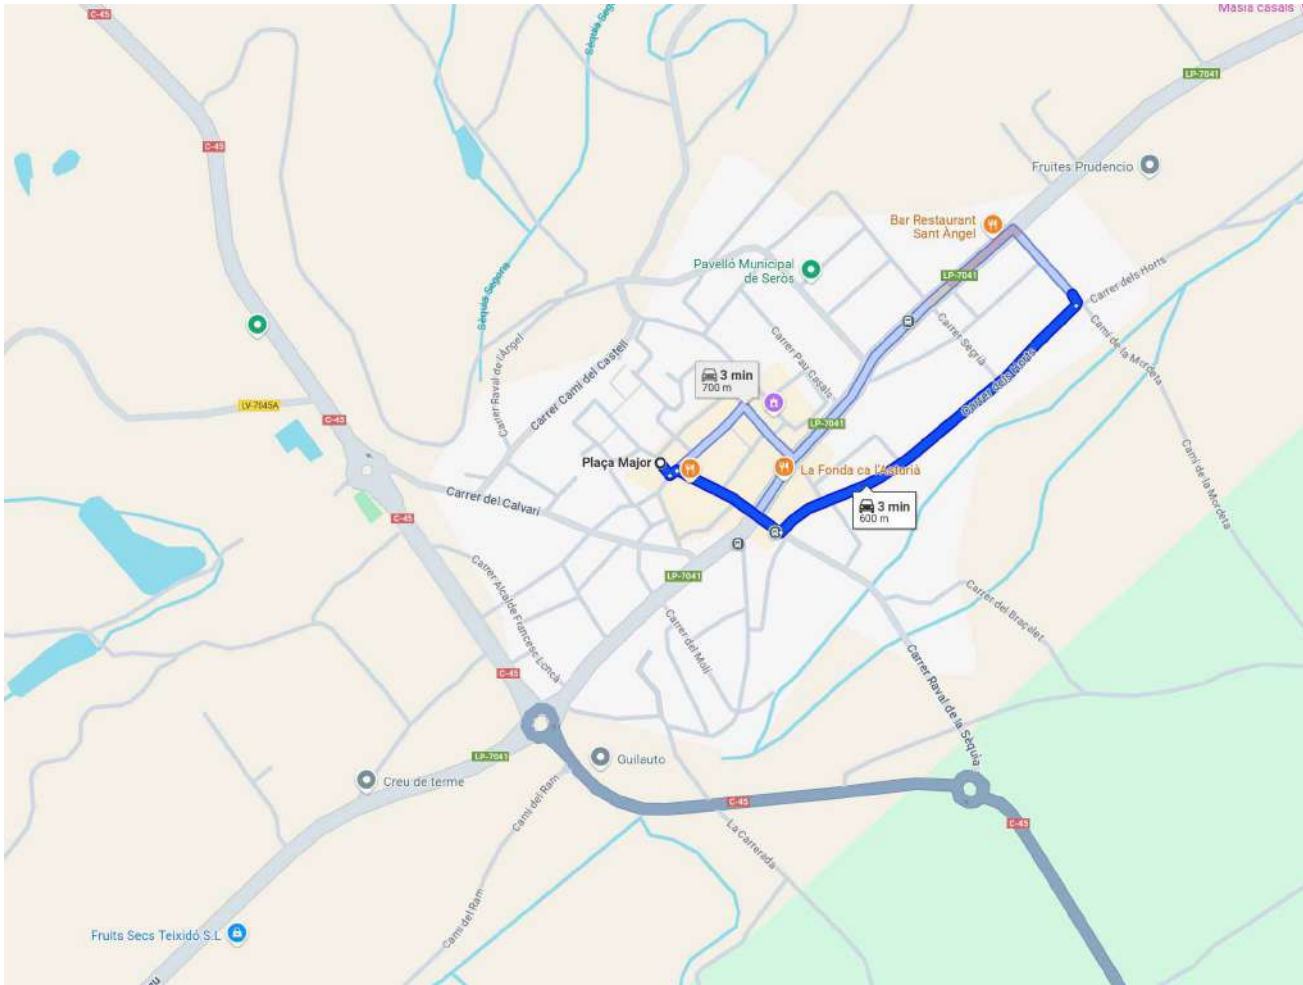 Masia casals
C-45
LP-7041
C-45
Sèquia Segoria
Fruites Prudencio
Bar Restaurant
Sant Àngel
Pavelló Municipal
de Seròs
LP-7041
Carrer dels Horts
Sèquia Segoria
Carrer Raval de l'Àngel
Carrer Camí del Castell
Carrer Pau Casals
Carrer Segrià
Camí de la Mordeta
3 min
700 m
Carrer dels Horts
LV-7045A
C-45
LP-7041
Plaça Major
La Fonda ca l'Asturià
Carrer del Calvari
3 min
600 m
Camí de la Mordeta
C-45
LP-7041
Carrer Alcalde Francesc Loncà
Carrer del Molí
Carrer del Braçalet
Carrer Raval de la Sèquia
C-45
LP-7041
Guilauto
Creu de terme
Camí del Ram
C-45
C-45
La Carrerada
Camí del Ram
Fruits Secs Teixidó S.L